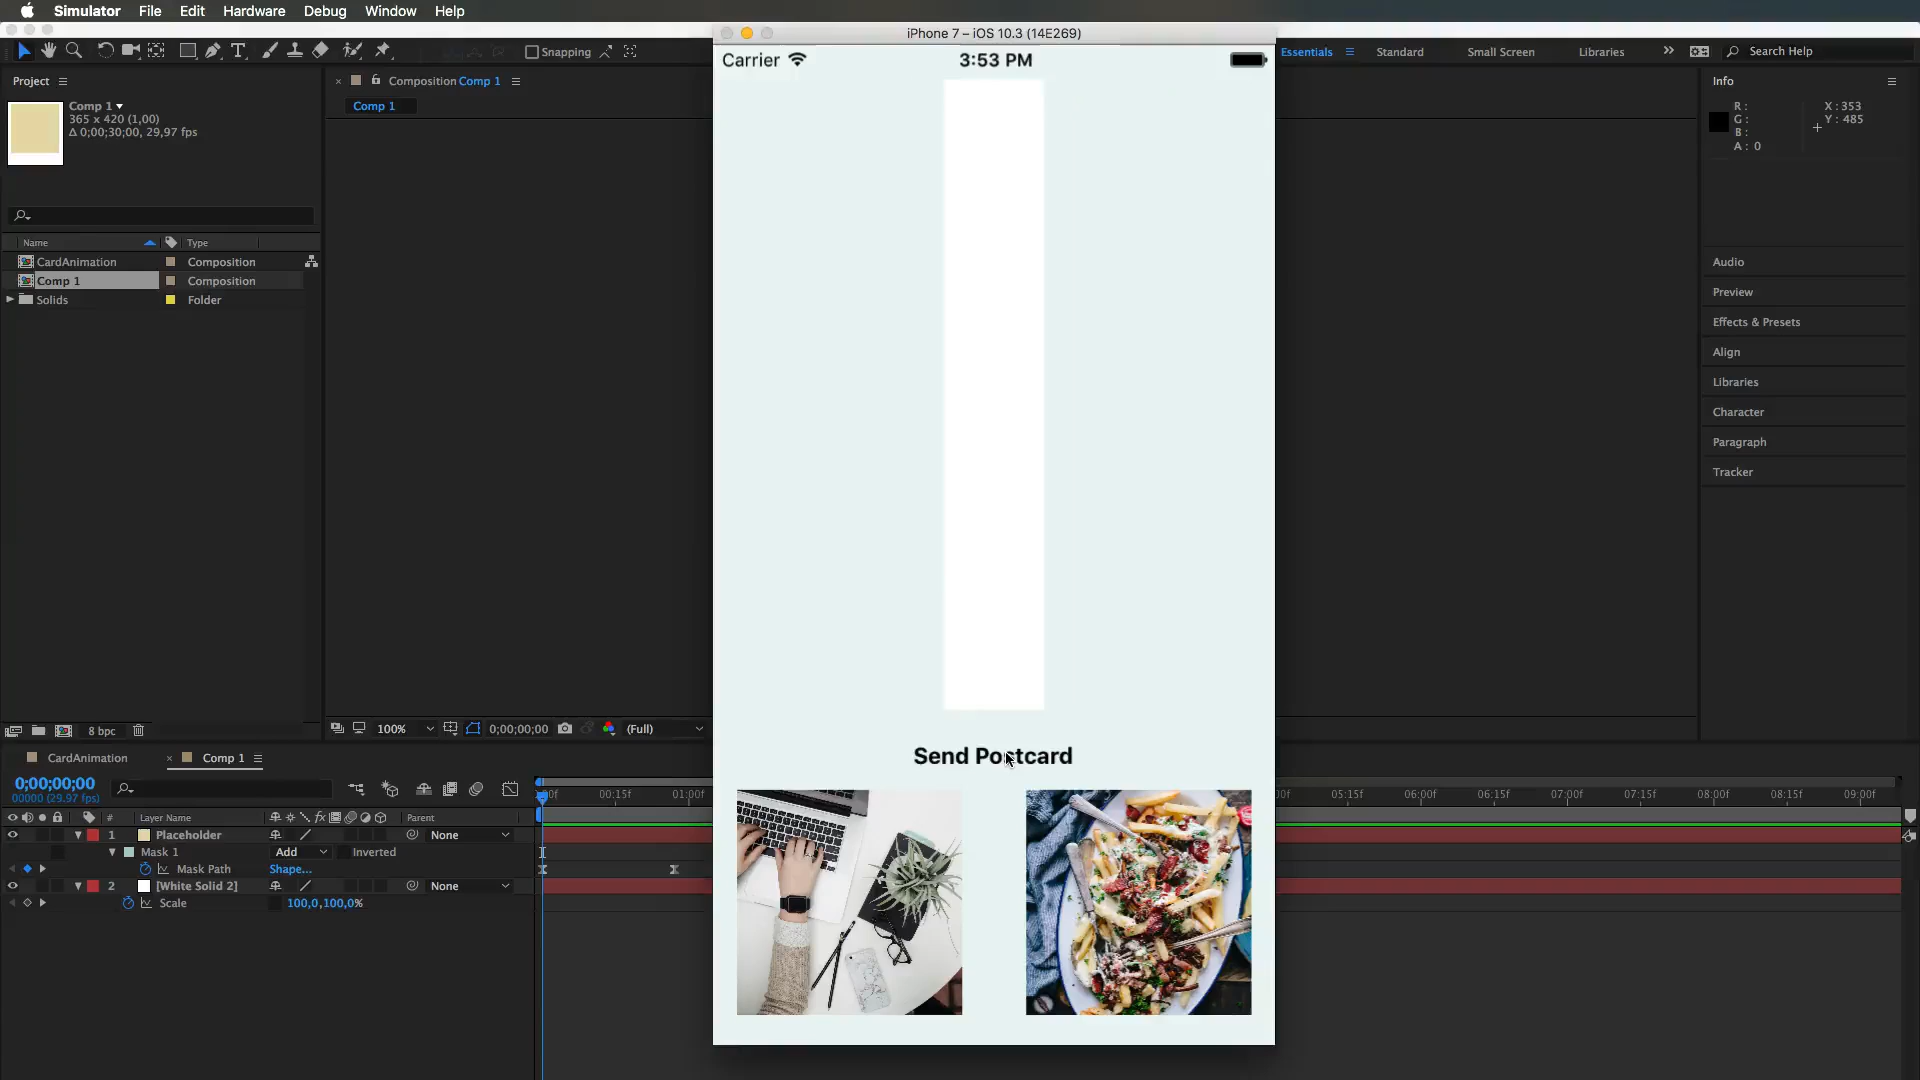 Simulator File Edit Hardware Debug Window Help
iPhone 7 – iOS 10.3 (14E269)
Snapping
Essentials Standard Small Screen Libraries Search Help
Carrier 3:53 PM
Project
Composition Comp 1
Info
Comp 1
365 x 420 (1,00)
Δ 0;00;30;00, 29,97 fps
Comp 1
R :
G :
B :
A : 0
X : 353
Y : 485
Name Type
CardAnimation Composition
Comp 1 Composition
Solids Folder
Audio
Preview
Effects & Presets
Align
Libraries
Character
Paragraph
Tracker
8 bpc
100% 0;00;00;00 (Full)
Send Postcard
CardAnimation Comp 1
0;00;00;00
00000 (29.97 fps)
00:15f 01:00f 05:15f 06:00f 06:15f 07:00f 07:15f 08:00f 08:15f 09:00f
# Layer Name Parent
1 Placeholder None
Mask 1 Add Inverted
Mask Path Shape...
2 [White Solid 2] None
Scale 100,0,100,0%